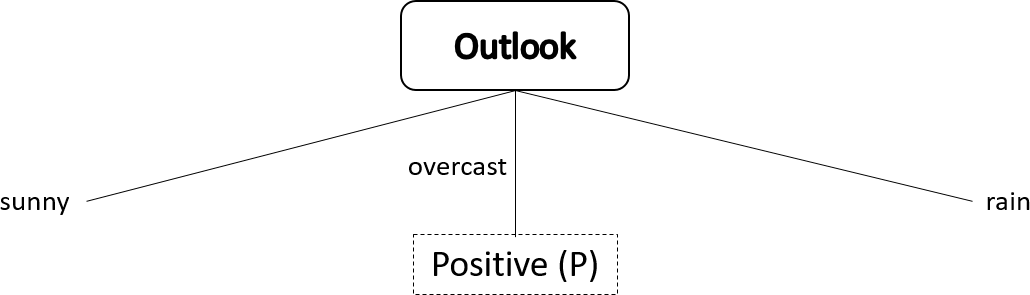 Outlook
overcast
sunny
rain
Positive (P)